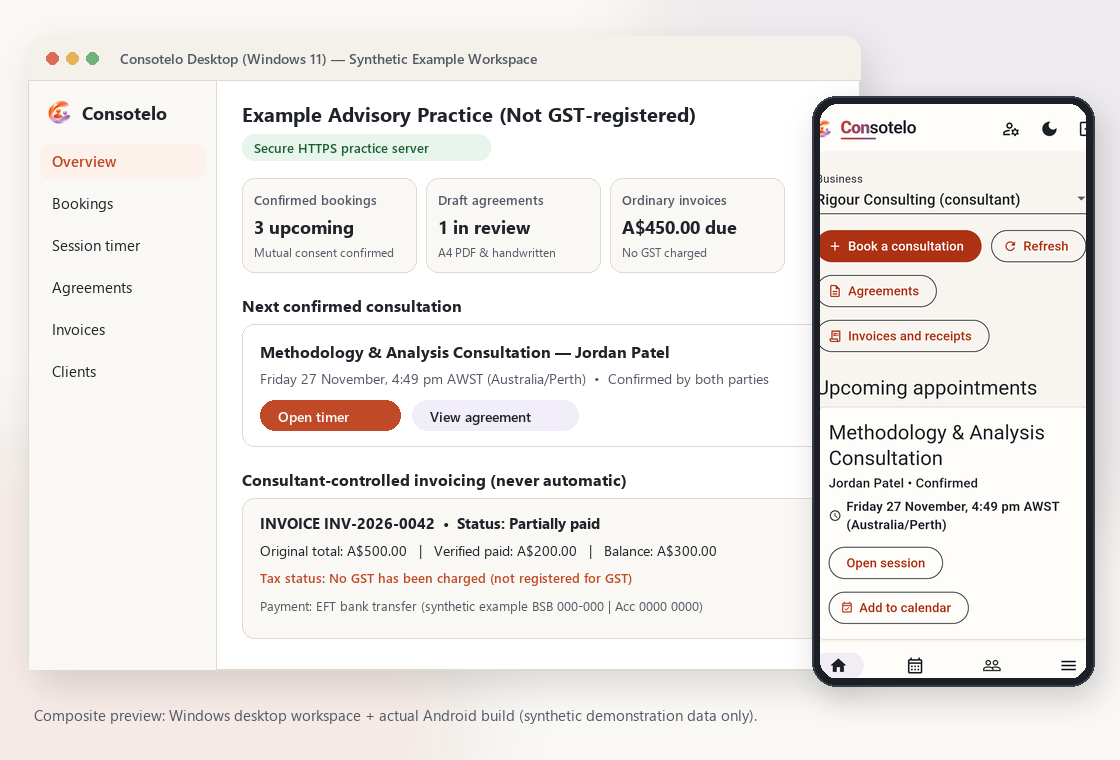 Consotelo Desktop (Windows 11) — Synthetic Example Workspace
Consotelo
Overview
Bookings
Session timer
Agreements
Invoices
Clients
Example Advisory Practice (Not GST-registered)
Secure HTTPS practice server
Confirmed bookings
3 upcoming
Mutual consent confirmed
Draft agreements
1 in review
A4 PDF & handwritten
Ordinary invoices
A$450.00 due
No GST charged
Next confirmed consultation
Methodology & Analysis Consultation — Jordan Patel
Friday 27 November, 4:49 pm AWST (Australia/Perth) • Confirmed by both parties
Open timer
View agreement
Consultant-controlled invoicing (never automatic)
INVOICE INV-2026-0042 • Status: Partially paid
Original total: A$500.00 | Verified paid: A$200.00 | Balance: A$300.00
Tax status: No GST has been charged (not registered for GST)
Payment: EFT bank transfer (synthetic example BSB 000-000 | Acc 0000 0000)
Consotelo
Business
Rigour Consulting (consultant)
Book a consultation
Refresh
Agreements
Invoices and receipts
Upcoming appointments
Methodology & Analysis
Consultation
Jordan Patel • Confirmed
Friday 27 November, 4:49 pm AWST
(Australia/Perth)
Open session
Add to calendar
Composite preview: Windows desktop workspace + actual Android build (synthetic demonstration data only).